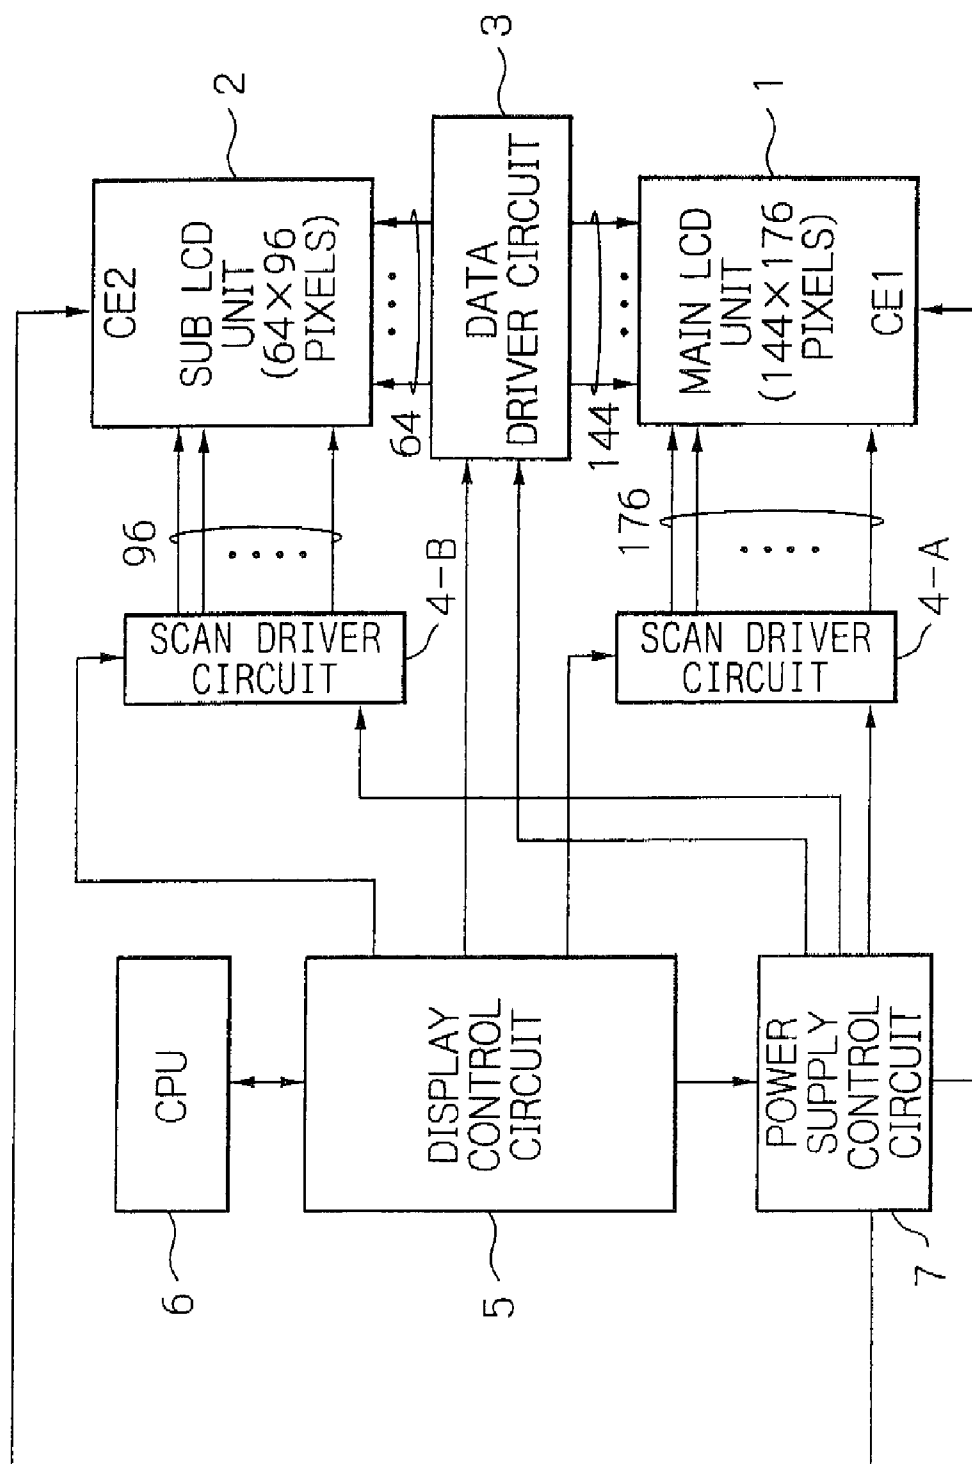 6
CPU
5
DISPLAY
CONTROL
CIRCUIT
7
POWER
SUPPLY
CONTROL
CIRCUIT
SCAN DRIVER
CIRCUIT
4-B
96
SCAN DRIVER
CIRCUIT
4-A
176
CE2
SUB LCD
UNIT
(64×96
PIXELS)
2
64
DATA
DRIVER CIRCUIT
3
144
MAIN LCD
UNIT
(144×176
PIXELS)
CE1
1